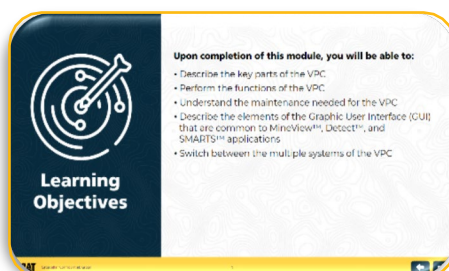 Upon completion of this module, you will be able to:
• Describe the key parts of the VPC
• Perform the functions of the VPC
• Understand the maintenance needed for the VPC
• Describe the elements of the Graphic User Interface (GUI)
that are common to MineView™, Detect™, and
SMARTS™ applications
• Switch between the multiple systems of the VPC
Learning
Objectives